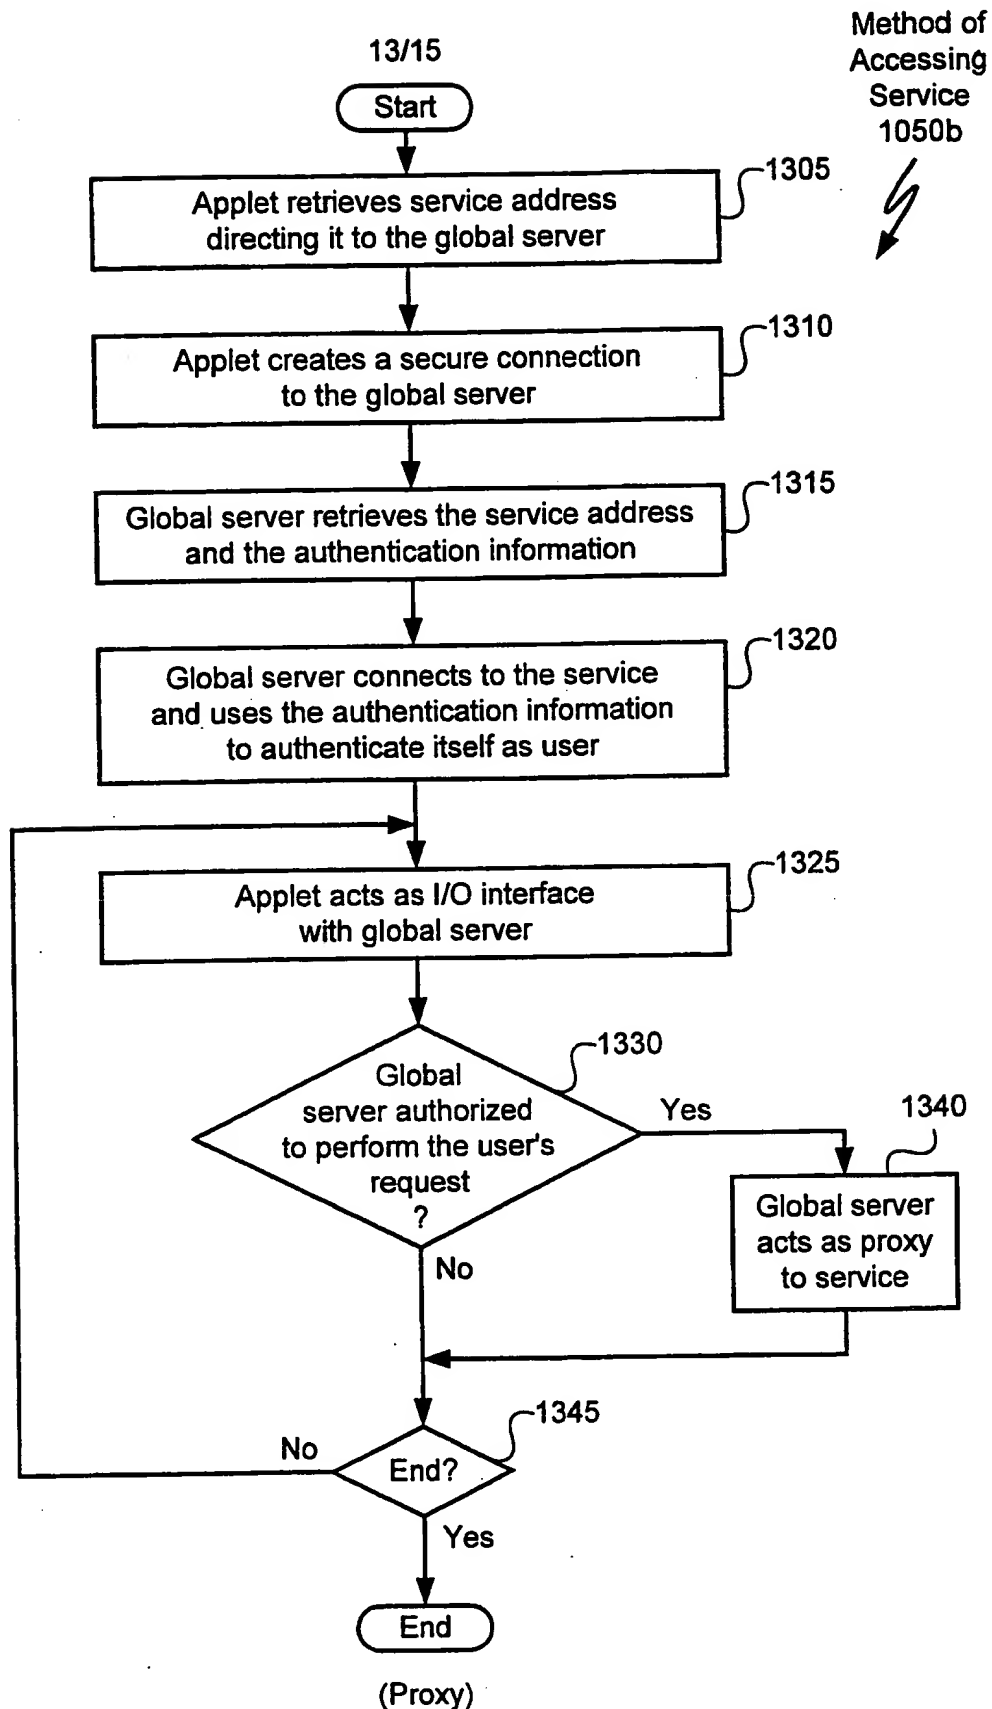 13/15
Method of
Accessing
Service
1050b
Start
1305
Applet retrieves service address
directing it to the global server
1310
Applet creates a secure connection
to the global server
1315
Global server retrieves the service address
and the authentication information
1320
Global server connects to the service
and uses the authentication information
to authenticate itself as user
1325
Applet acts as I/O interface
with global server
1330
Global
server authorized
to perform the user's
request
?
Yes
1340
Global server
acts as proxy
to service
No
1345
No
End?
Yes
End
(Proxy)